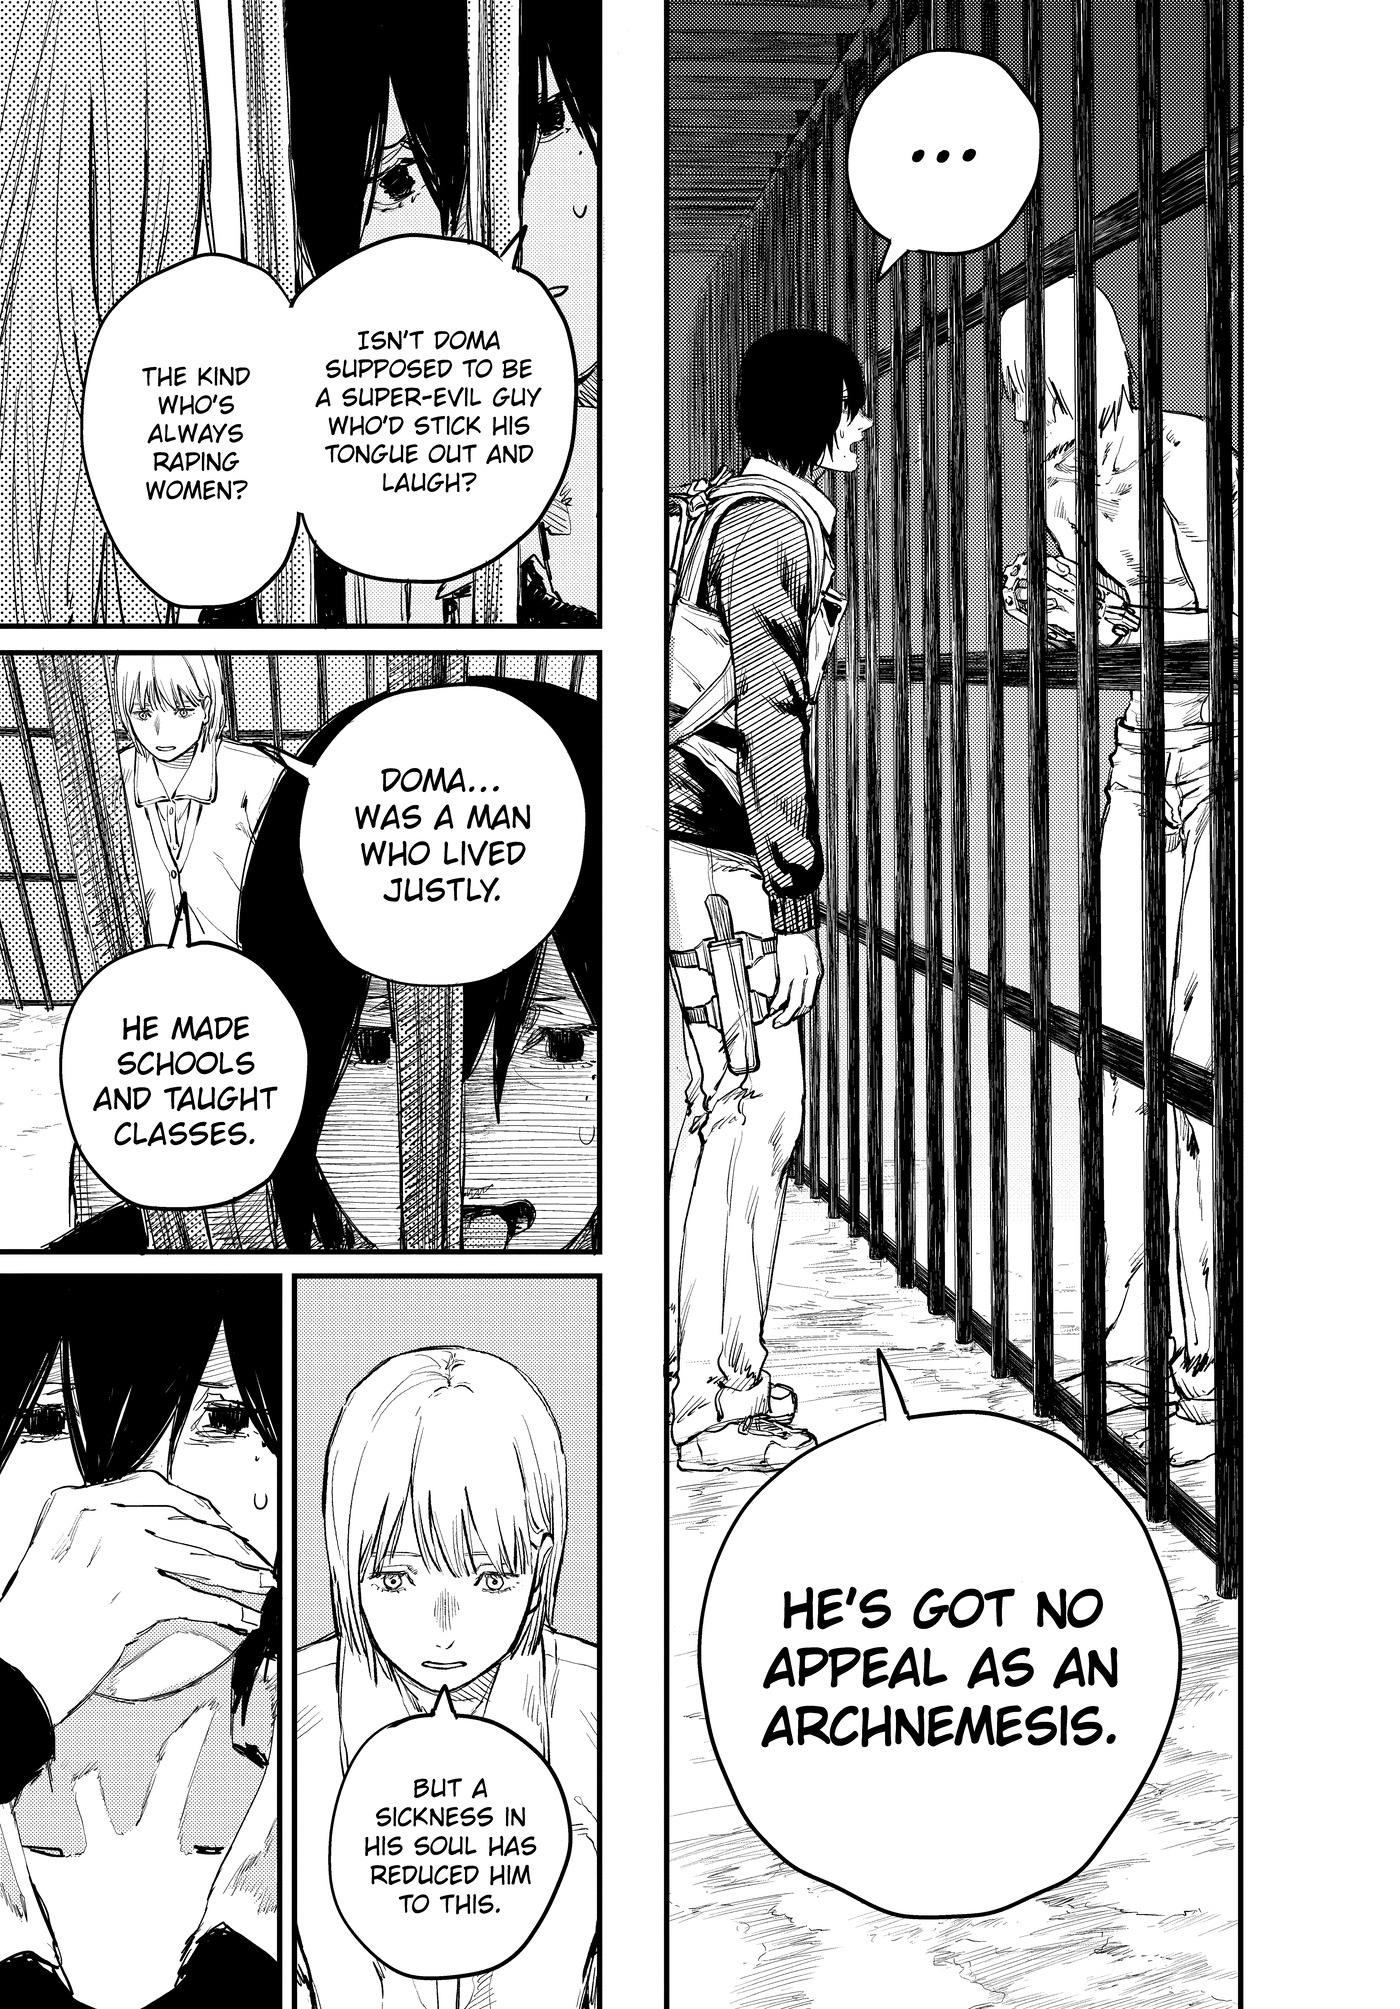 ...
HE'S GOT NO
APPEAL AS AN
ARCHNEMESIS.
ISN'T DOMA
SUPPOSED TO BE
A SUPER-EVIL GUY
WHO'D STICK HIS
TONGUE OUT AND
LAUGH?
THE KIND
WHO'S
ALWAYS
RAPING
WOMEN?
DOMA...
WAS A MAN
WHO LIVED
JUSTLY.
HE MADE
SCHOOLS
AND TAUGHT
CLASSES.
BUT A
SICKNESS IN
HIS SOUL HAS
REDUCED HIM
TO THIS.